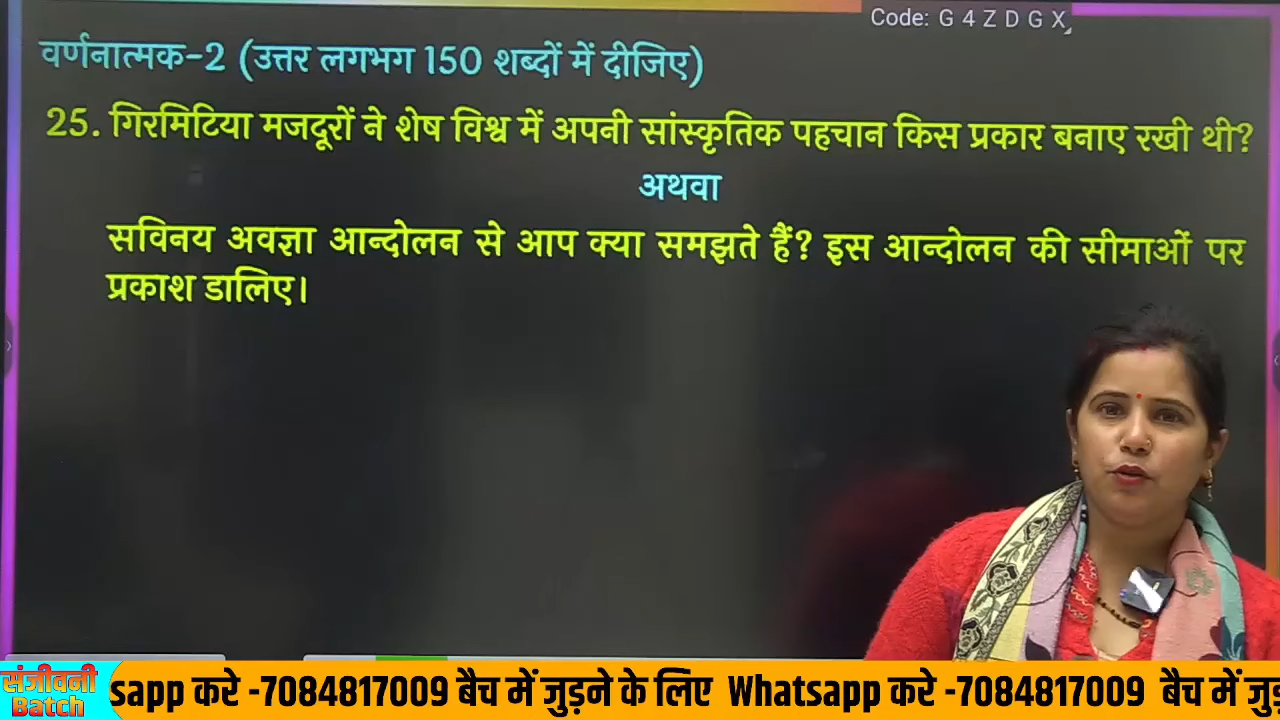 Code: G 4 Z D G X
वर्णनात्मक-2 (उत्तर लगभग 150 शब्दों में दीजिए)
25. गिरमिटिया मजदूरों ने शेष विश्व में अपनी सांस्कृतिक पहचान किस प्रकार बनाए रखी थी?
अथवा
सविनय अवज्ञा आन्दोलन से आप क्या समझते हैं? इस आन्दोलन की सीमाओं पर
प्रकाश डालिए।
संजीवनी
Batch
sapp करे -7084817009 बैच में जुड़ने के लिए Whatsapp करे -7084817009 बैच में